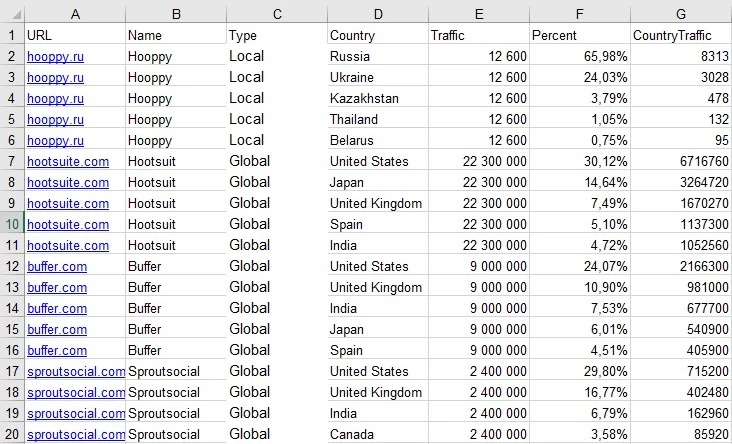 A B C D E F G
1 URL Name Type Country Traffic Percent CountryTraffic
2 hooppy.ru Hooppy Local Russia 12 600 65,98% 8313
3 hooppy.ru Hooppy Local Ukraine 12 600 24,03% 3028
4 hooppy.ru Hooppy Local Kazakhstan 12 600 3,79% 478
5 hooppy.ru Hooppy Local Thailand 12 600 1,05% 132
6 hooppy.ru Hooppy Local Belarus 12 600 0,75% 95
7 hootsuite.com Hootsuit Global United States 22 300 000 30,12% 6716760
8 hootsuite.com Hootsuit Global Japan 22 300 000 14,64% 3264720
9 hootsuite.com Hootsuit Global United Kingdom 22 300 000 7,49% 1670270
10 hootsuite.com Hootsuit Global Spain 22 300 000 5,10% 1137300
11 hootsuite.com Hootsuit Global India 22 300 000 4,72% 1052560
12 buffer.com Buffer Global United States 9 000 000 24,07% 2166300
13 buffer.com Buffer Global United Kingdom 9 000 000 10,90% 981000
14 buffer.com Buffer Global India 9 000 000 7,53% 677700
15 buffer.com Buffer Global Japan 9 000 000 6,01% 540900
16 buffer.com Buffer Global Spain 9 000 000 4,51% 405900
17 sproutsocial.com Sproutsocial Global United States 2 400 000 29,80% 715200
18 sproutsocial.com Sproutsocial Global United Kingdom 2 400 000 16,77% 402480
19 sproutsocial.com Sproutsocial Global India 2 400 000 6,79% 162960
20 sproutsocial.com Sproutsocial Global Canada 2 400 000 3,58% 85920